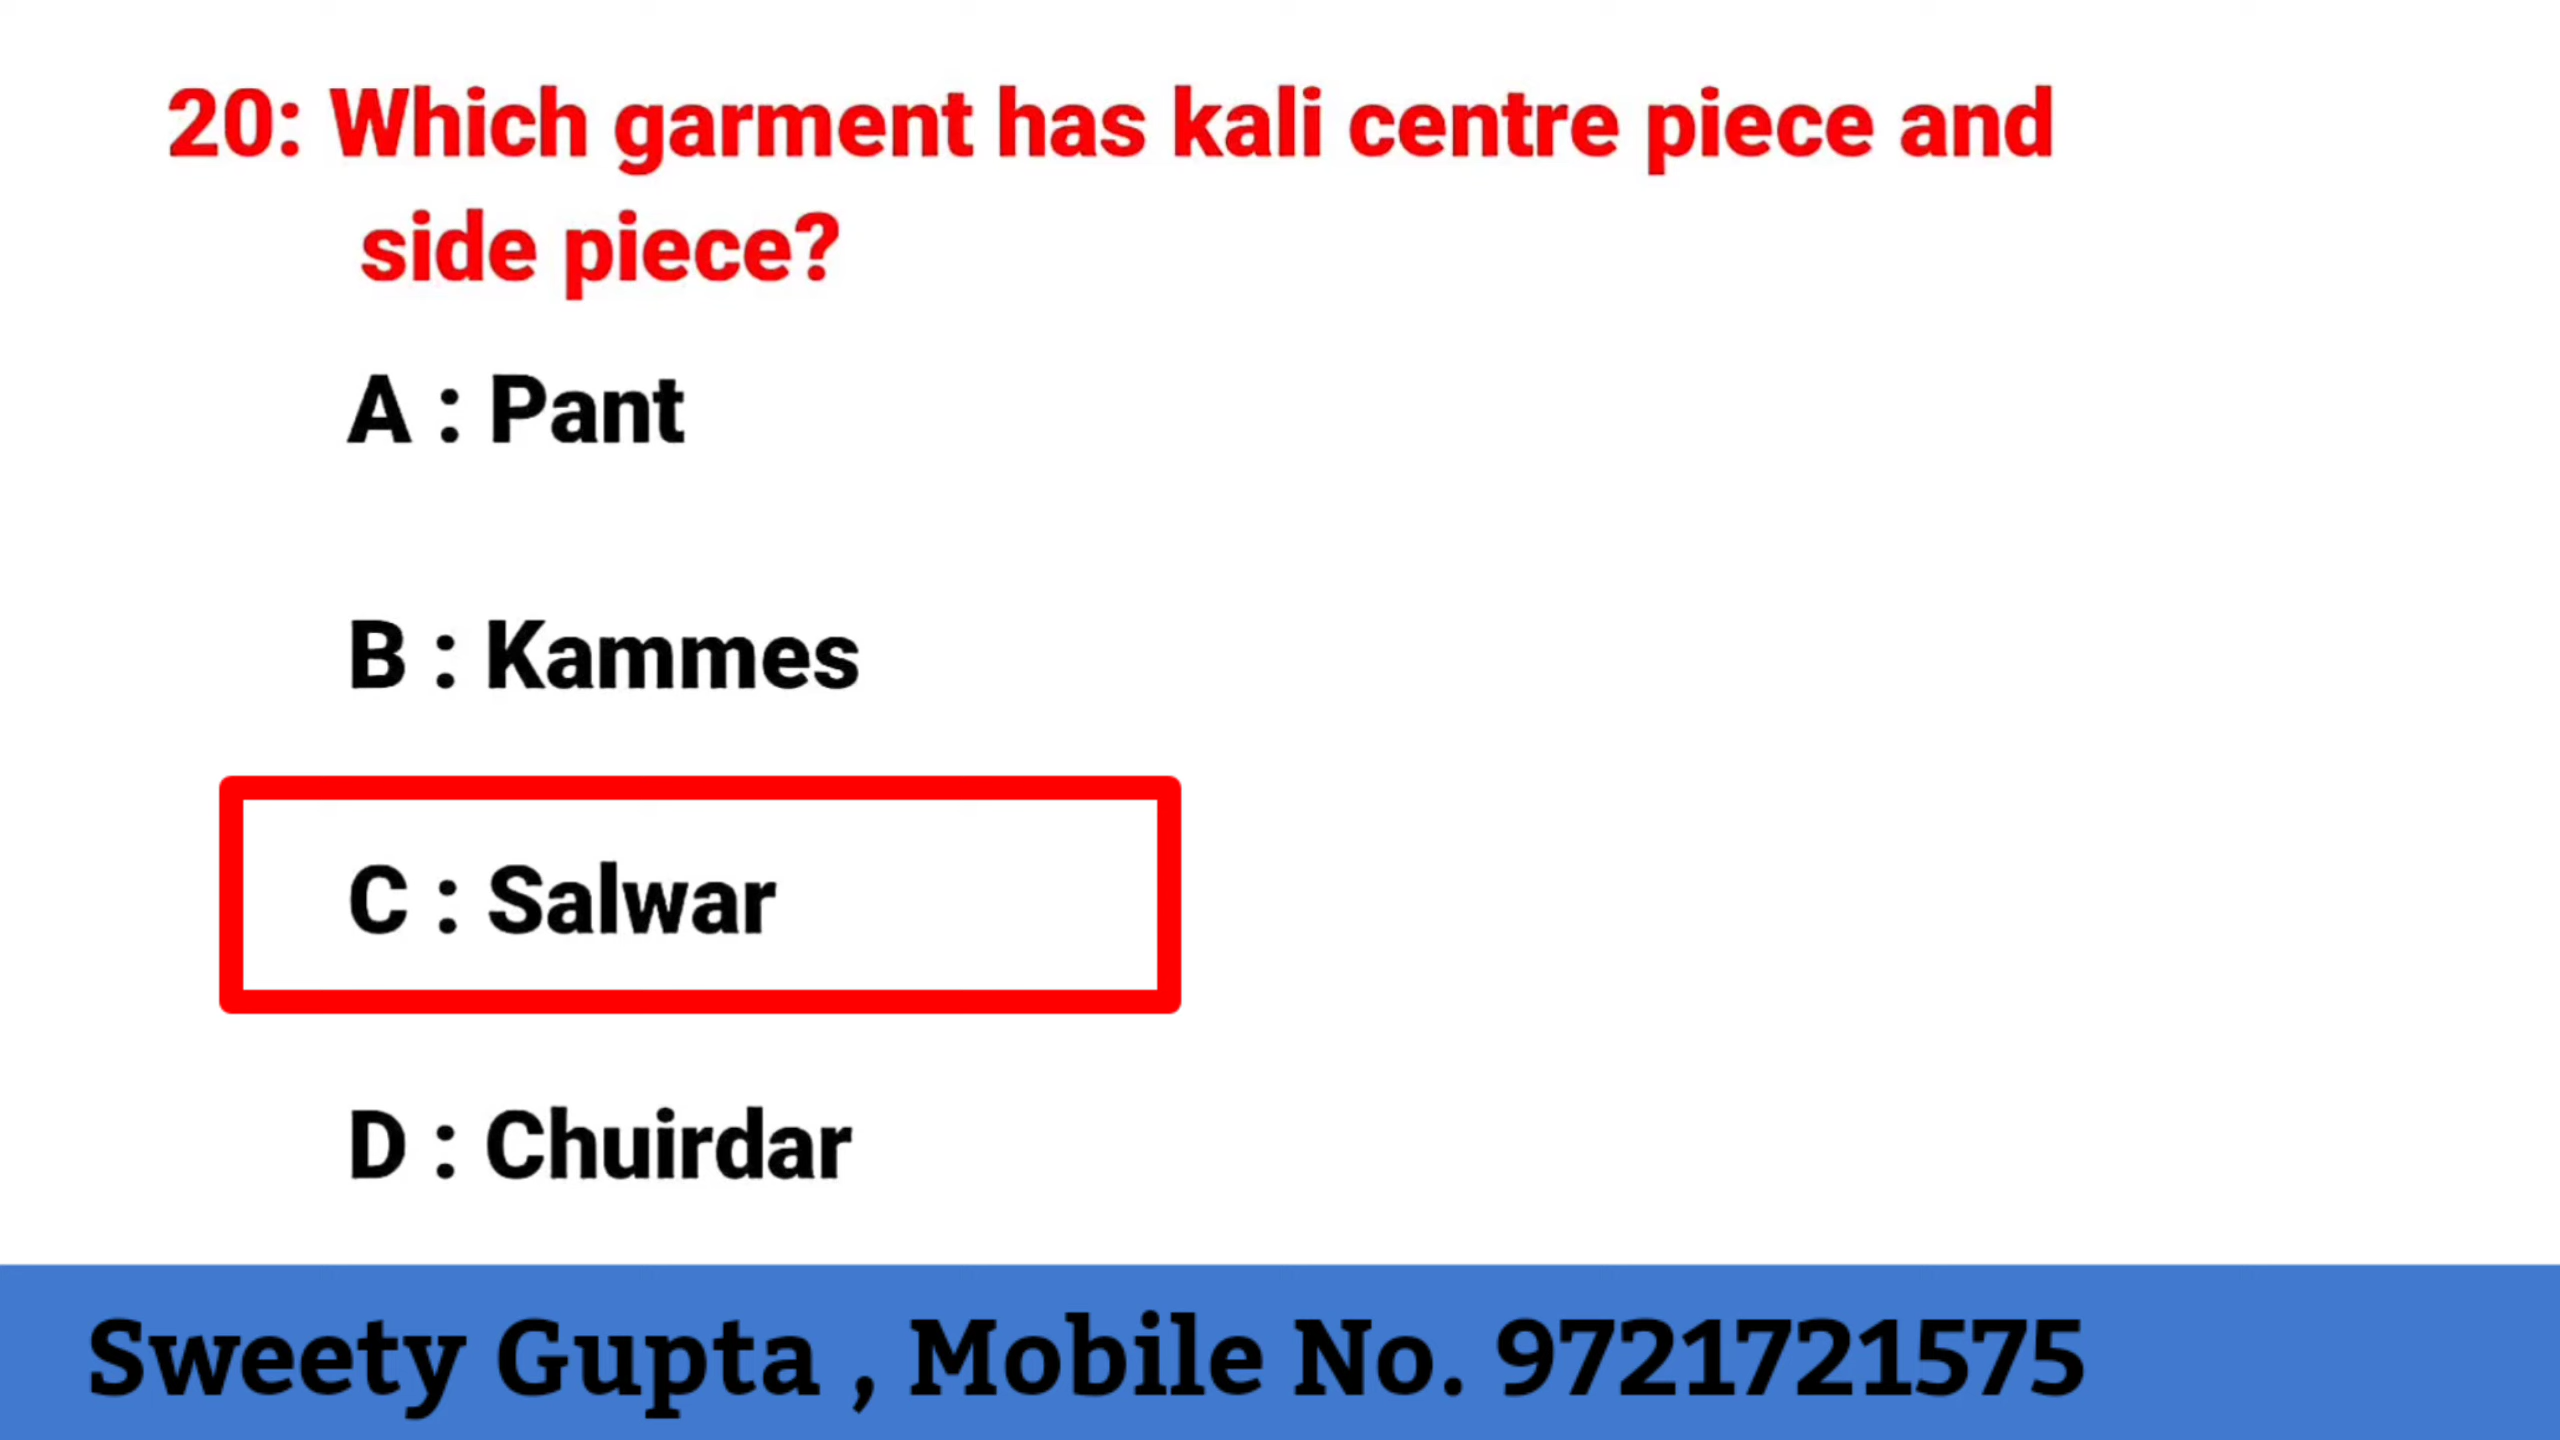 20: Which garment has kali centre piece and
side piece?
A : Pant
B : Kammes
C : Salwar
D : Chuirdar
Sweety Gupta , Mobile No. 9721721575